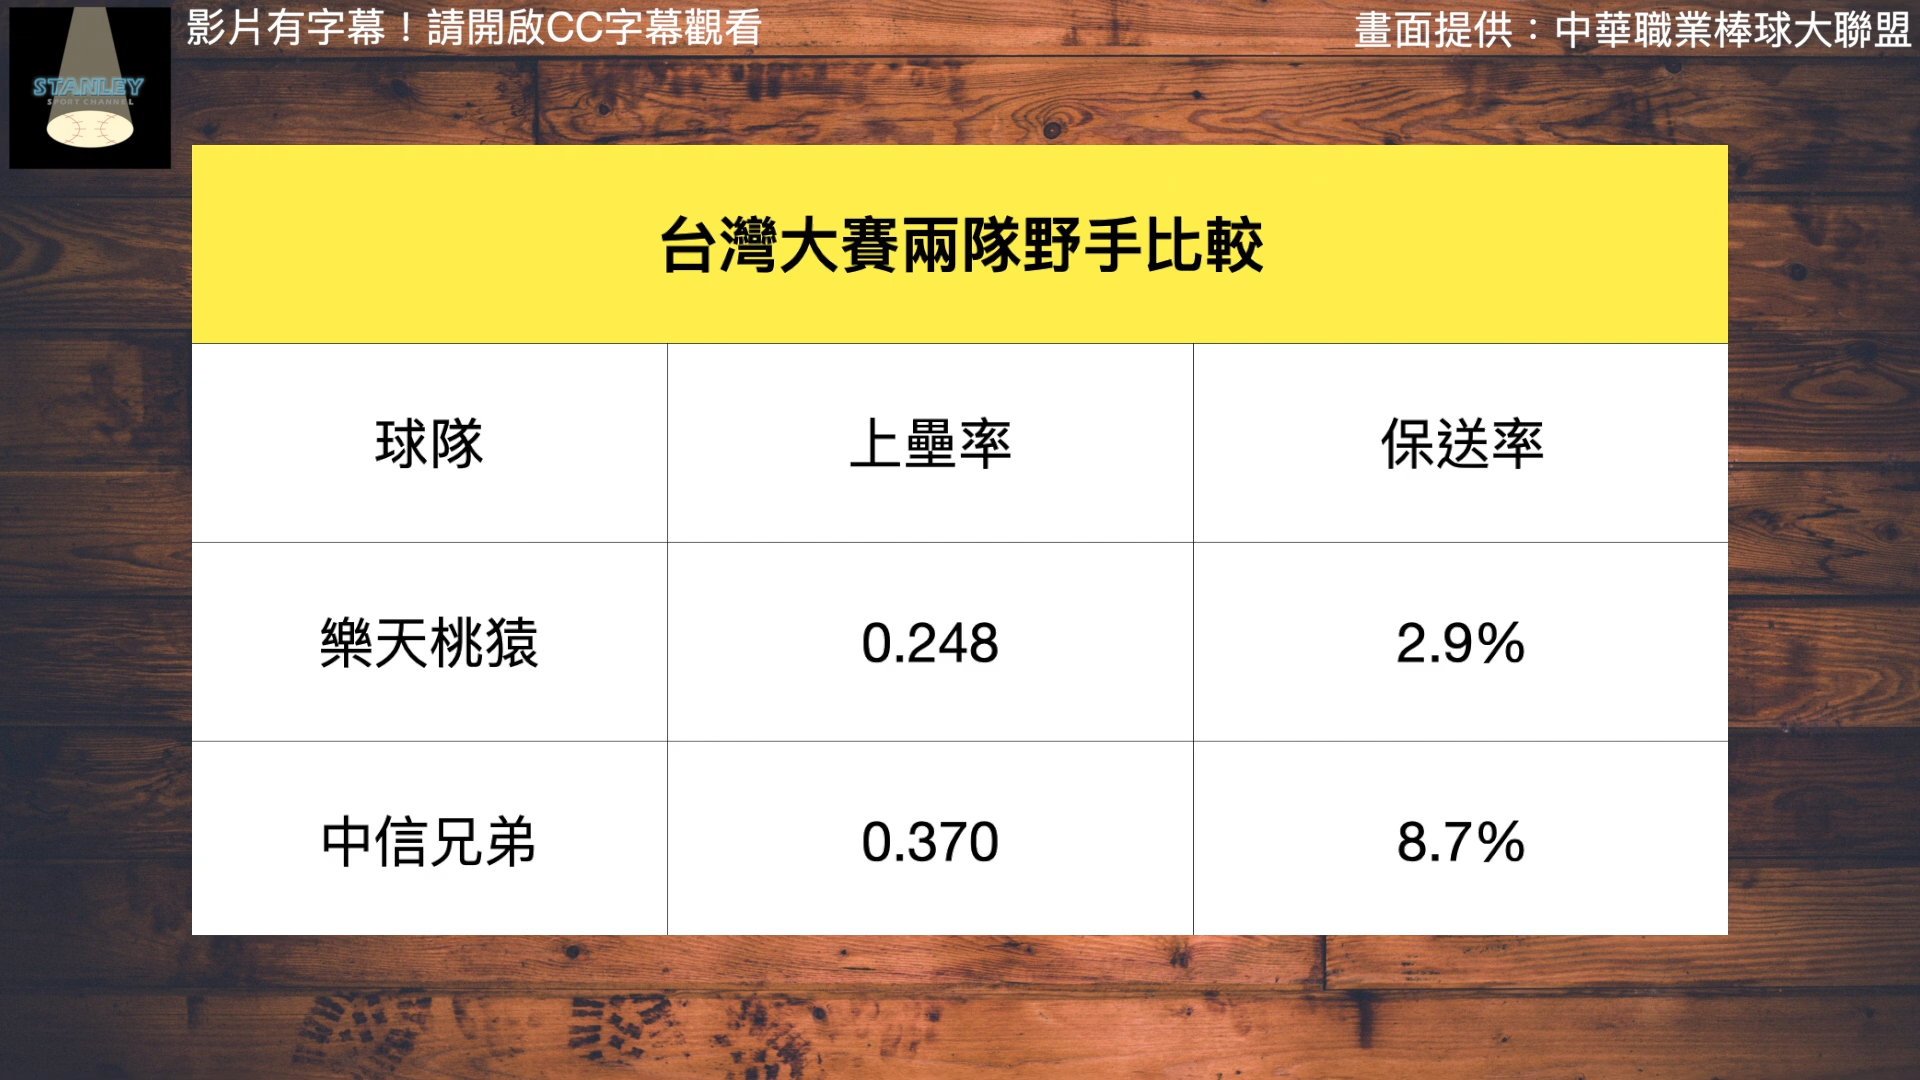 影片有字幕！請開啟CC字幕觀看
畫面提供：中華職業棒球大聯盟
STANLEY
SPORT CHANNEL
台灣大賽兩隊野手比較
球隊 上壘率 保送率
樂天桃猿 0.248 2.9%
中信兄弟 0.370 8.7%